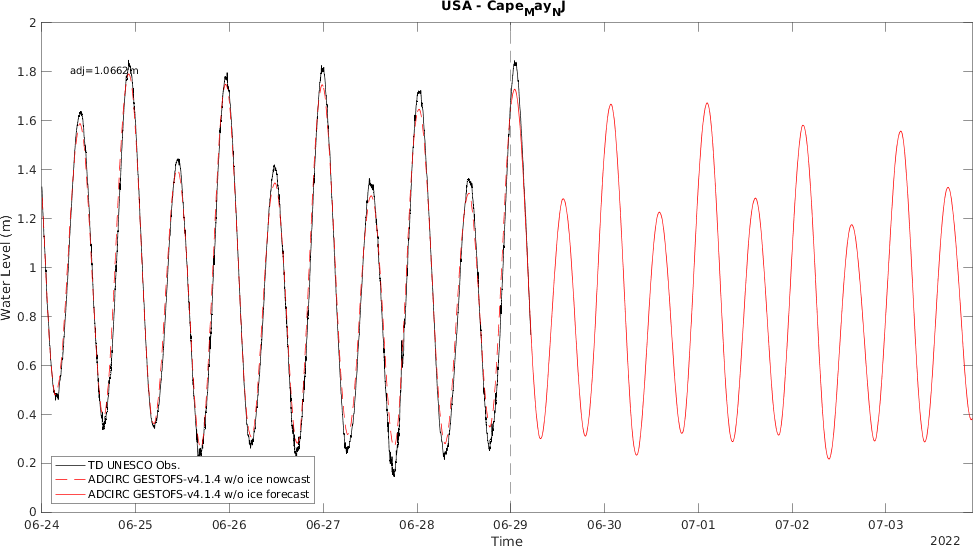 USA - Cape_May_NJ
2
1.8
1.6
1.4
1.2
1
0.8
0.6
0.4
0.2
0
Water Level (m)
adj=1.0662m
TD UNESCO Obs.
ADCIRC GESTOFS-v4.1.4 w/o ice nowcast
ADCIRC GESTOFS-v4.1.4 w/o ice forecast
06-24 06-25 06-26 06-27 06-28 06-29 06-30 07-01 07-02 07-03
Time
2022